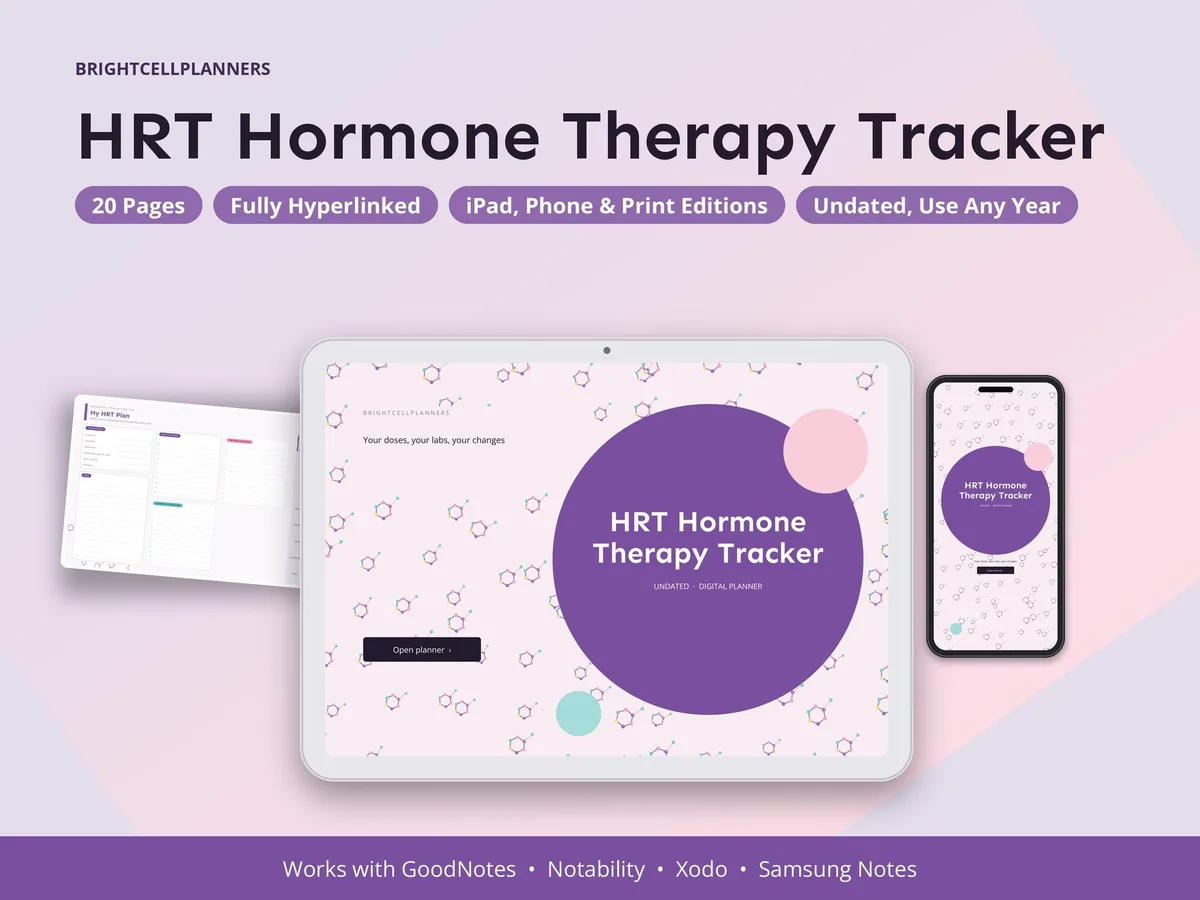 BRIGHTCELLPLANNERS
HRT Hormone Therapy Tracker
20 Pages
Fully Hyperlinked
iPad, Phone & Print Editions
Undated, Use Any Year
My HRT Plan
BRIGHTCELLPLANNERS
Your doses, your labs, your changes
HRT Hormone
Therapy Tracker
UNDATED · DIGITAL PLANNER
Open planner ›
HRT Hormone
Therapy Tracker
Works with GoodNotes • Notability • Xodo • Samsung Notes